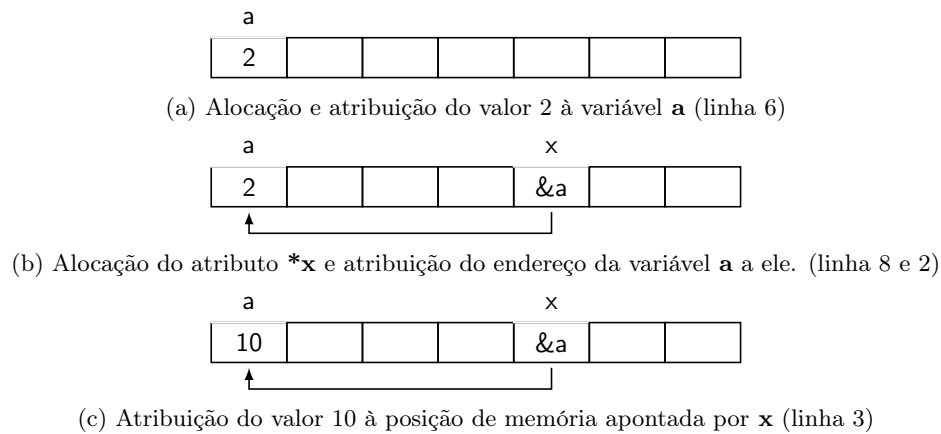 a
2
(a) Alocação e atribuição do valor 2 à variável a (linha 6)
a x
2 &a
(b) Alocação do atributo *x e atribuição do endereço da variável a a ele. (linha 8 e 2)
a x
10 &a
(c) Atribuição do valor 10 à posição de memória apontada por x (linha 3)